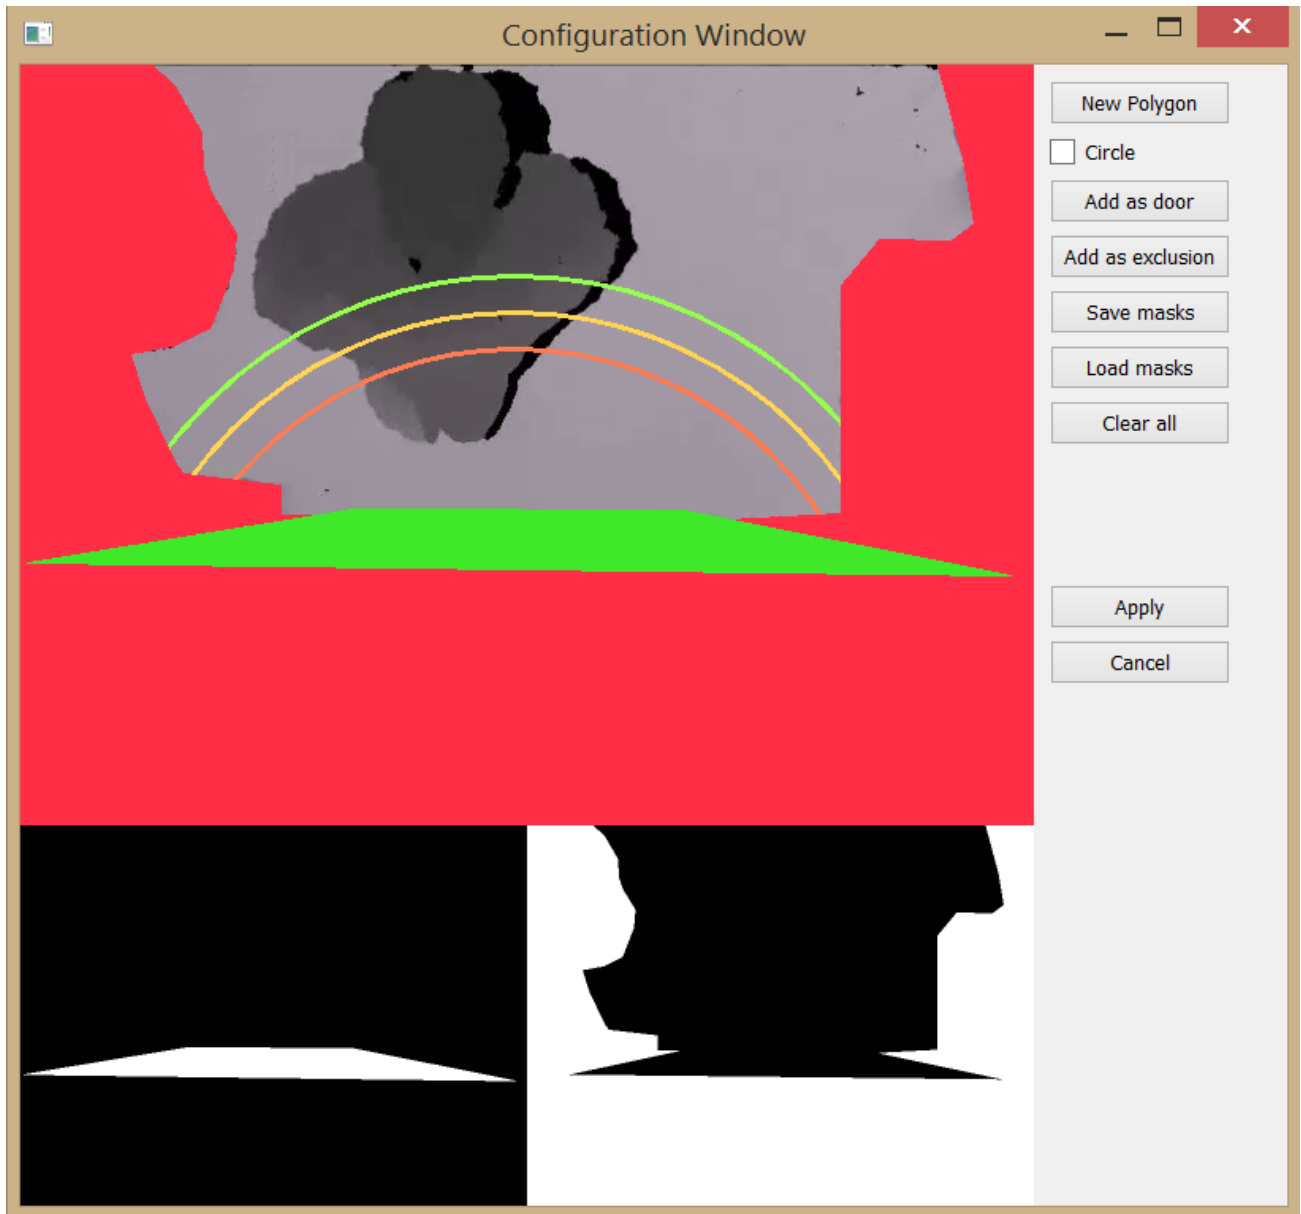 Configuration Window
New Polygon
Circle
Add as door
Add as exclusion
Save masks
Load masks
Clear all
Apply
Cancel